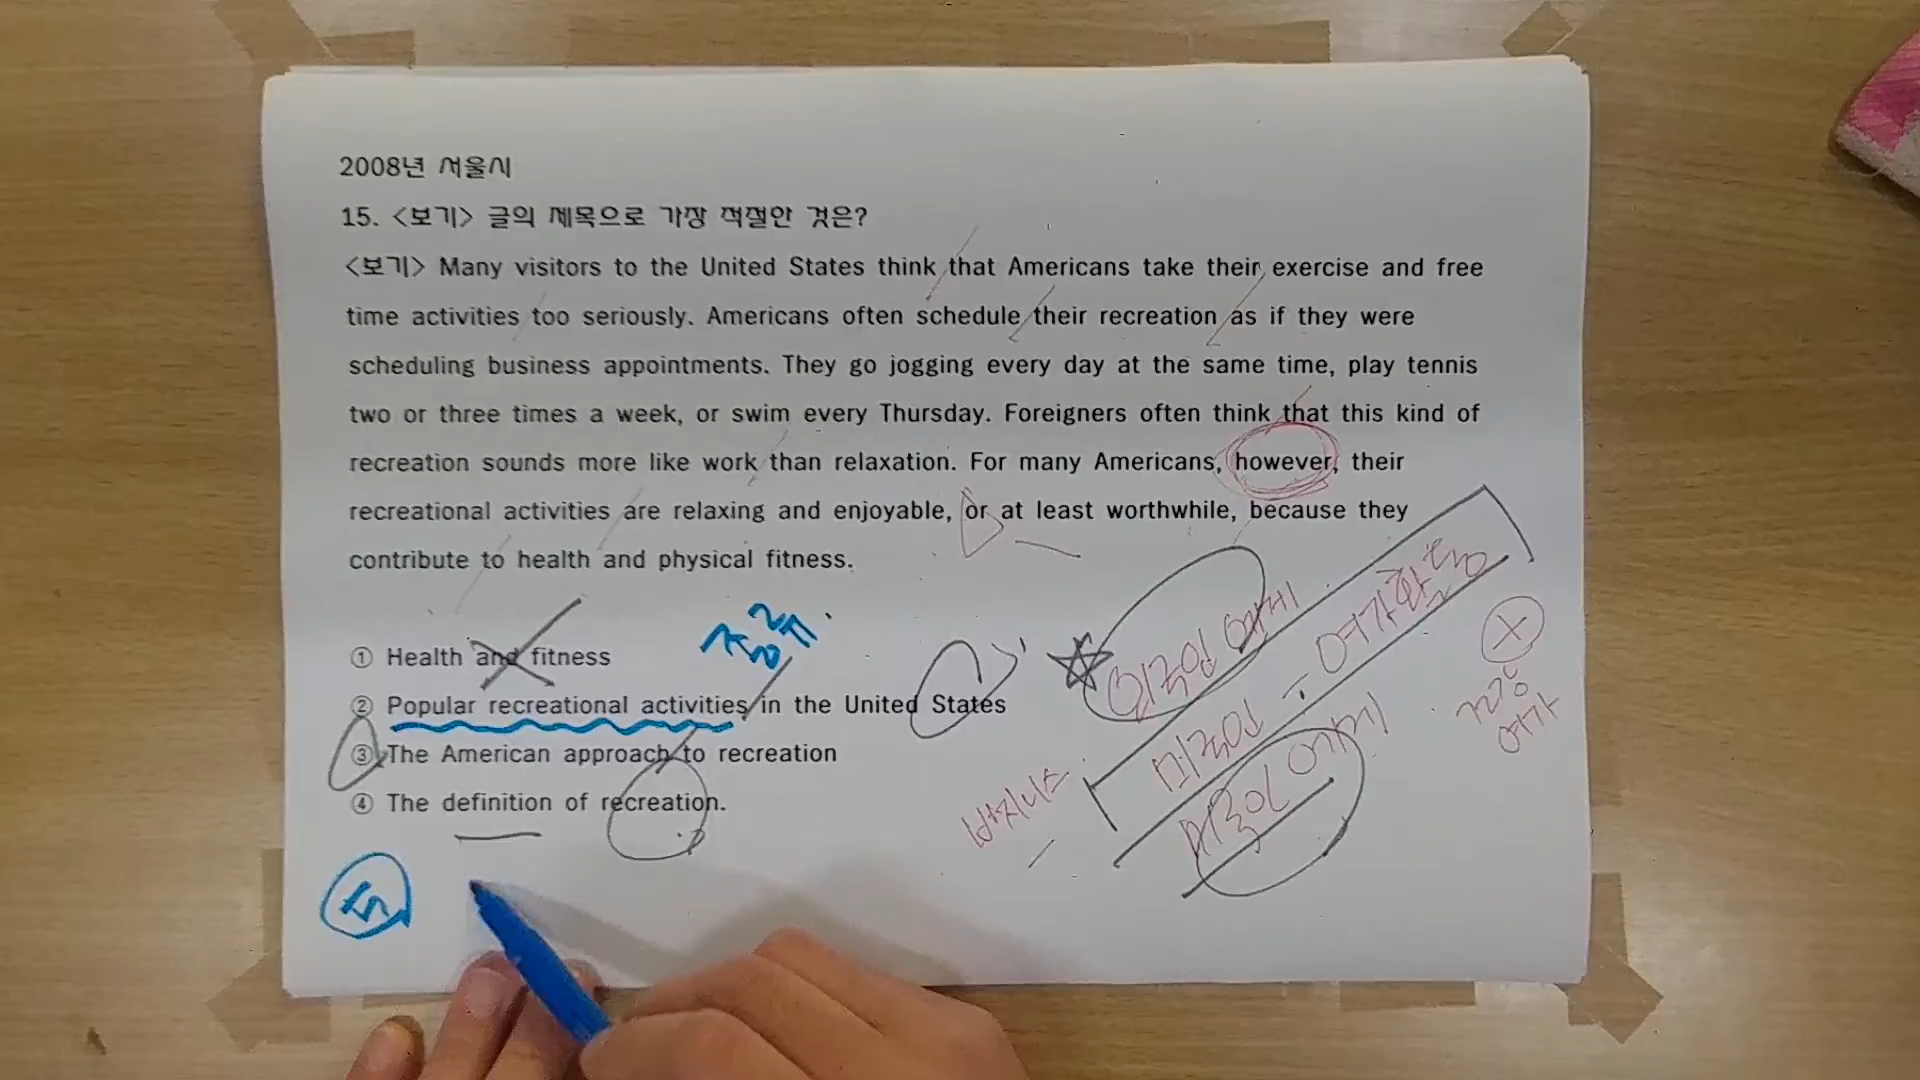 2008년 서울시
15. <보기> 글의 제목으로 가장 적절한 것은?
<보기> Many visitors to the United States think that Americans take their exercise and free
time activities too seriously. Americans often schedule their recreation as if they were
scheduling business appointments. They go jogging every day at the same time, play tennis
two or three times a week, or swim every Thursday. Foreigners often think that this kind of
recreation sounds more like work than relaxation. For many Americans, however, their
recreational activities are relaxing and enjoyable, or at least worthwhile, because they
contribute to health and physical fitness.
종류
① Health and fitness
② Popular recreational activities in the United States
③ The American approach to recreation
④ The definition of recreation.
외국인 에게
미국인 : 여가활동
미국인 에게
비지니스
+
건강
여가
5